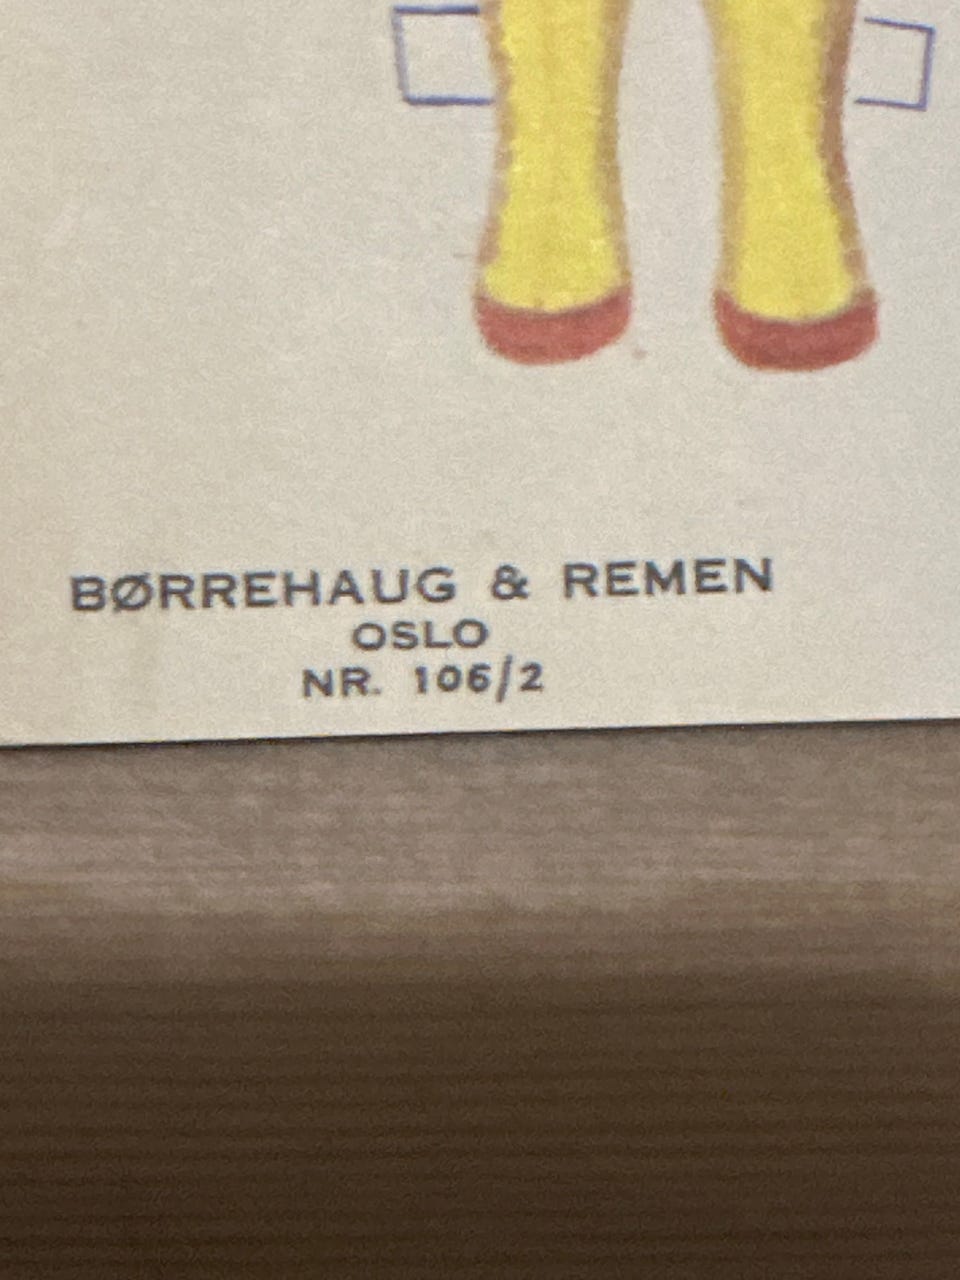 BØRREHAUG & REMEN
OSLO
NR. 106/2